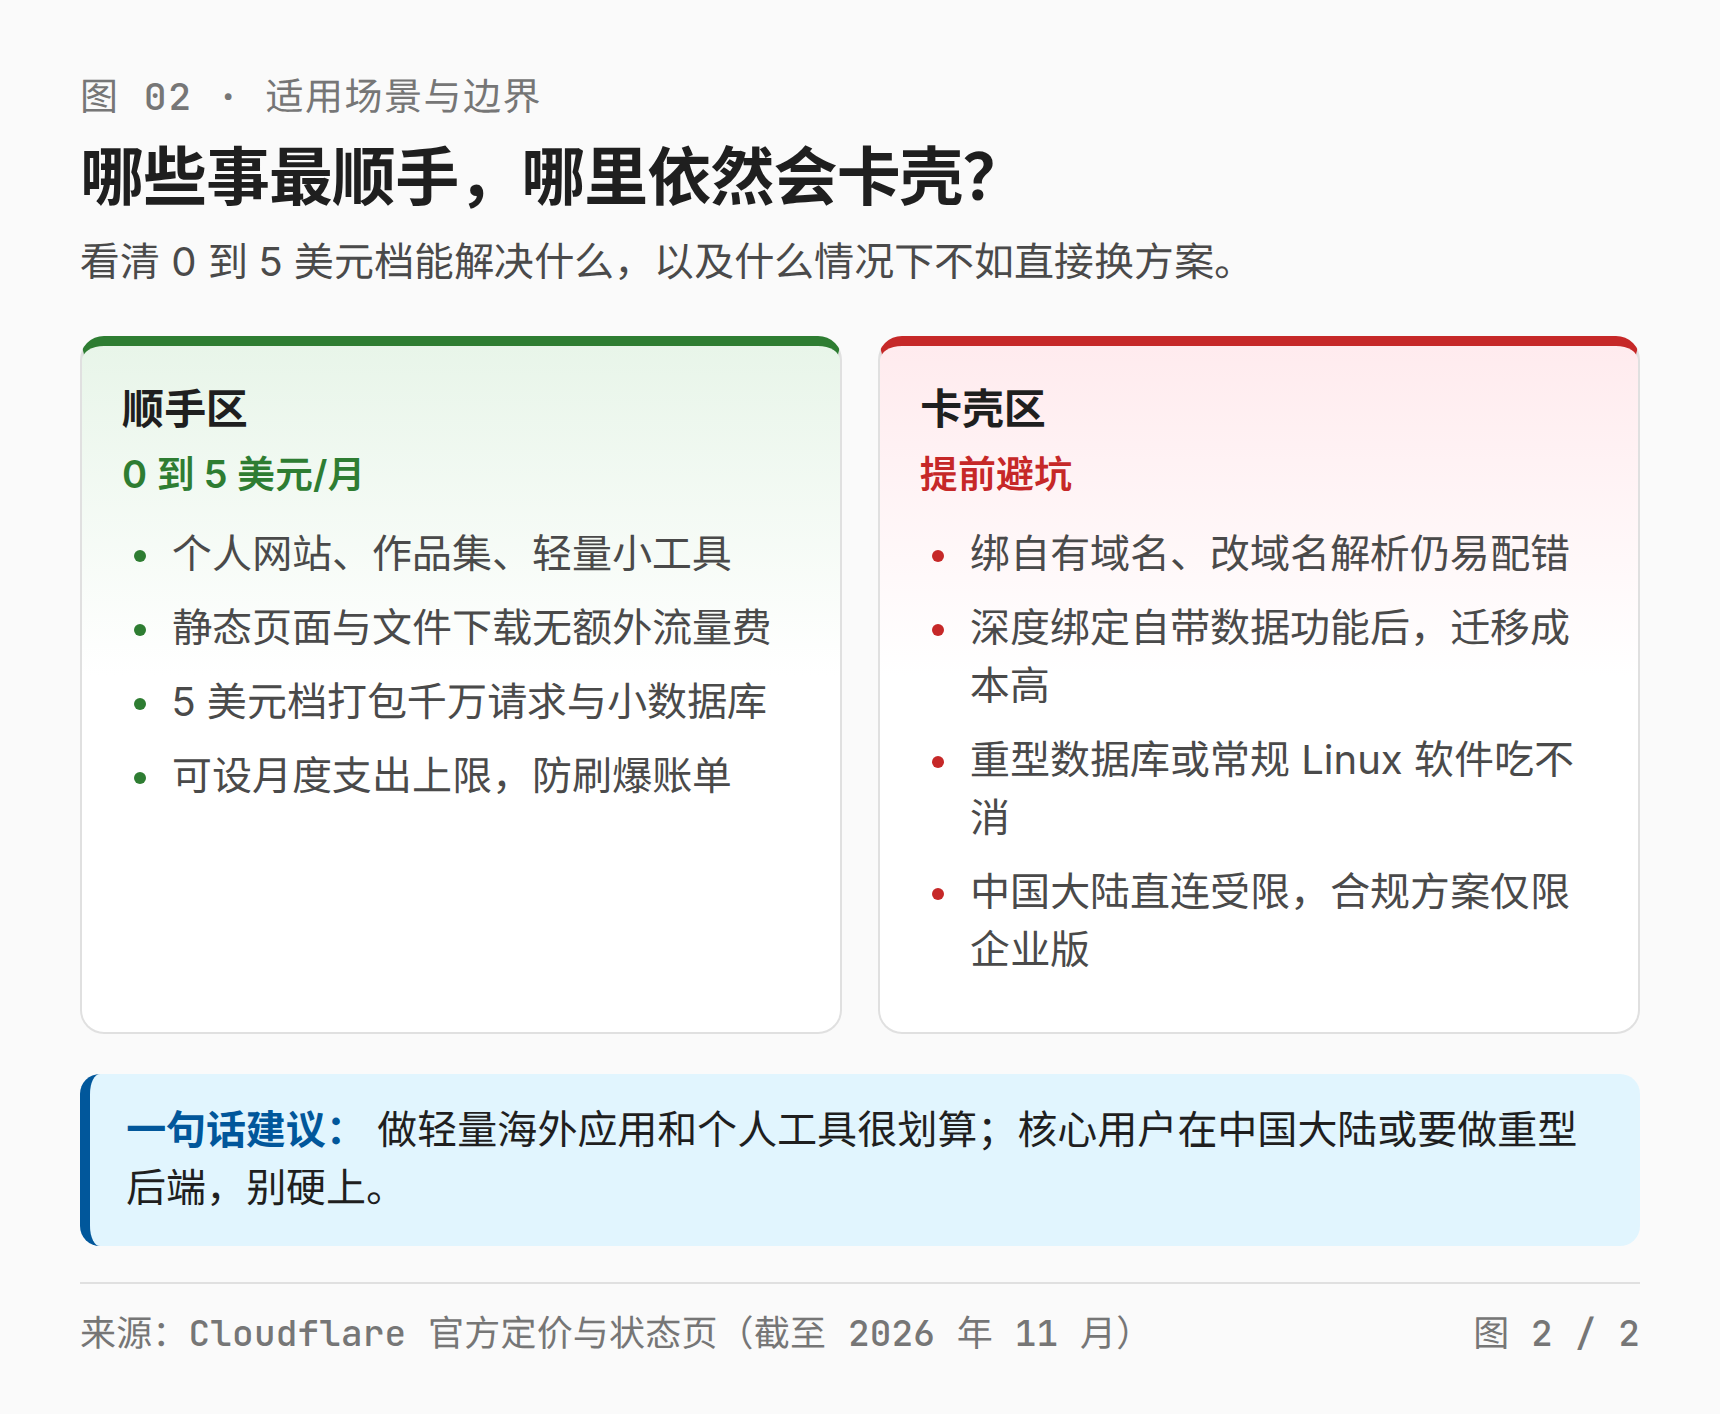 图 02 · 适用场景与边界
哪些事最顺手，哪里依然会卡壳？
看清 0 到 5 美元档能解决什么，以及什么情况下不如直接换方案。
顺手区
0 到 5 美元/月
• 个人网站、作品集、轻量小工具
• 静态页面与文件下载无额外流量费
• 5 美元档打包千万请求与小数据库
• 可设月度支出上限，防刷爆账单
卡壳区
提前避坑
• 绑自有域名、改域名解析仍易配错
• 深度绑定自带数据功能后，迁移成
本高
• 重型数据库或常规 Linux 软件吃不
消
• 中国大陆直连受限，合规方案仅限
企业版
一句话建议： 做轻量海外应用和个人工具很划算；核心用户在中国大陆或要做重型
后端，别硬上。
来源：Cloudflare 官方定价与状态页（截至 2026 年 11 月）
图 2 / 2